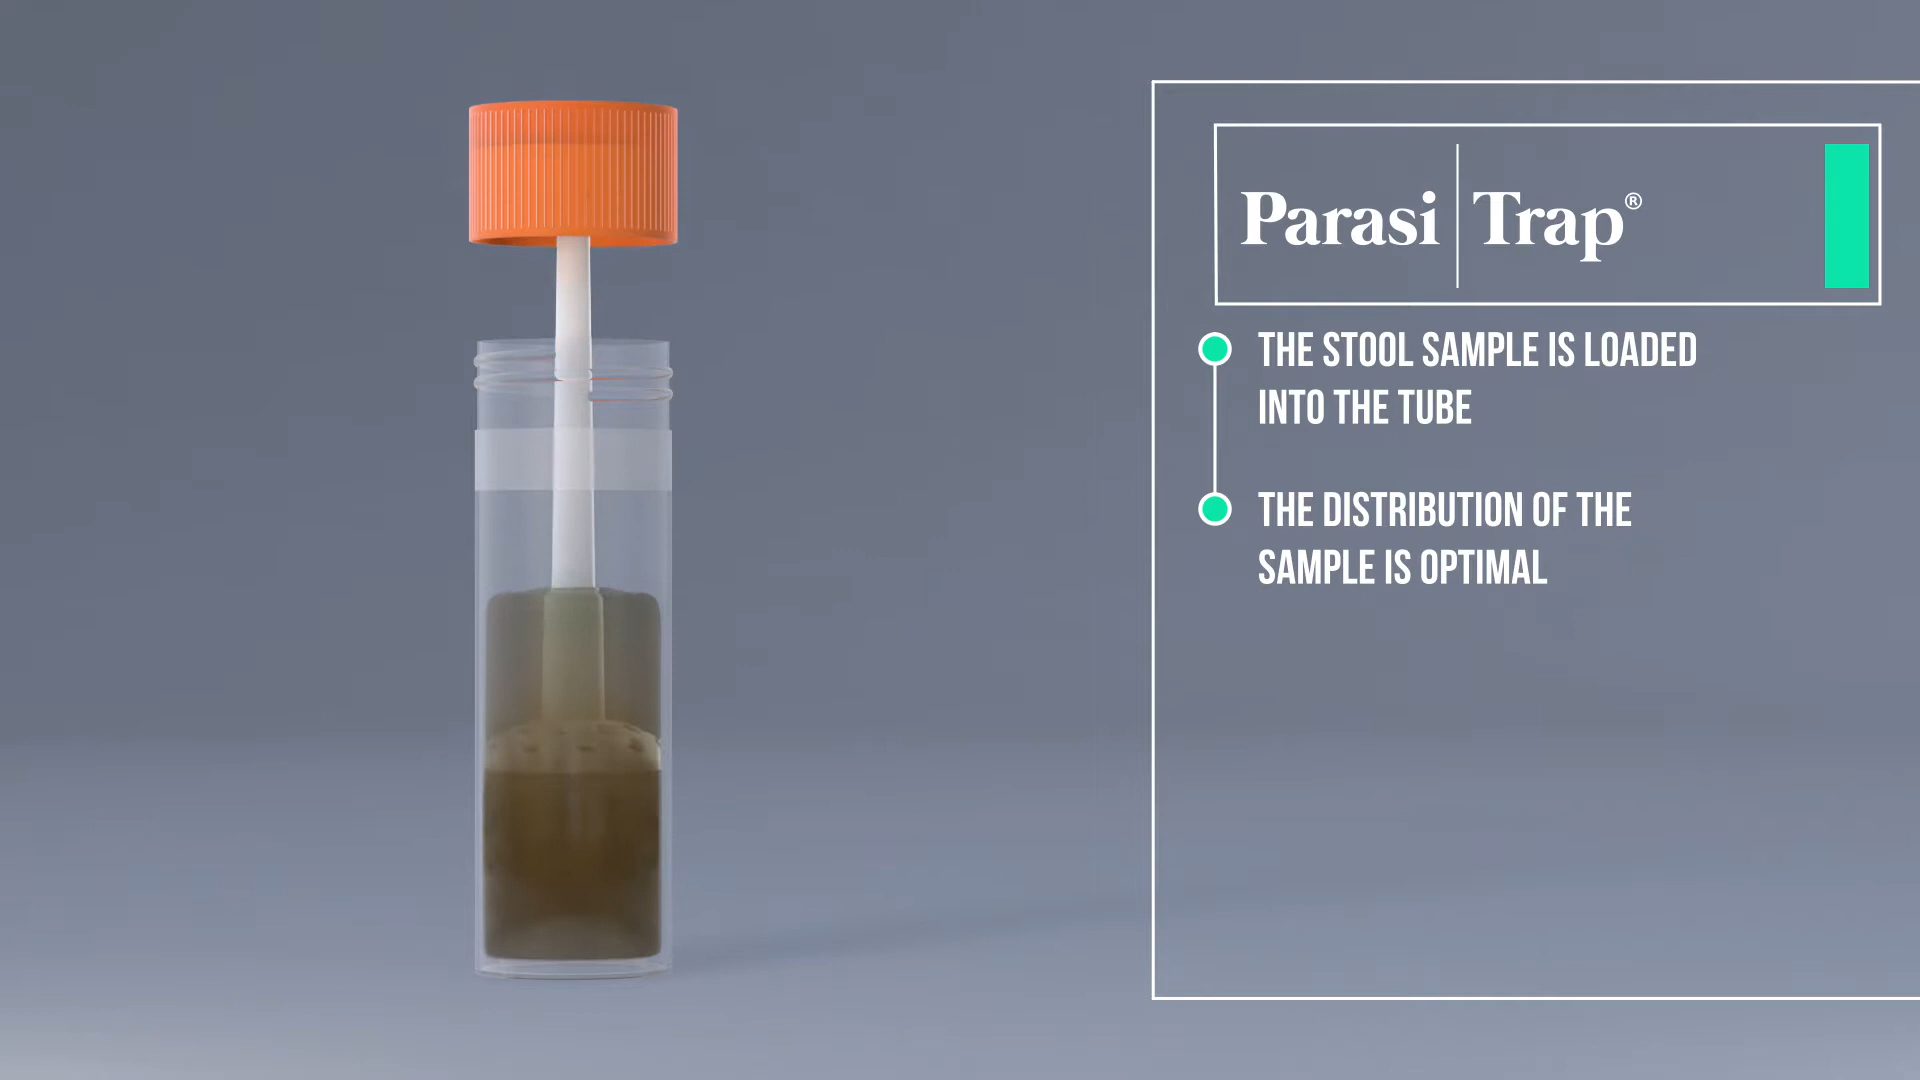 Parasi Trap®
THE STOOL SAMPLE IS LOADED
INTO THE TUBE
THE DISTRIBUTION OF THE
SAMPLE IS OPTIMAL